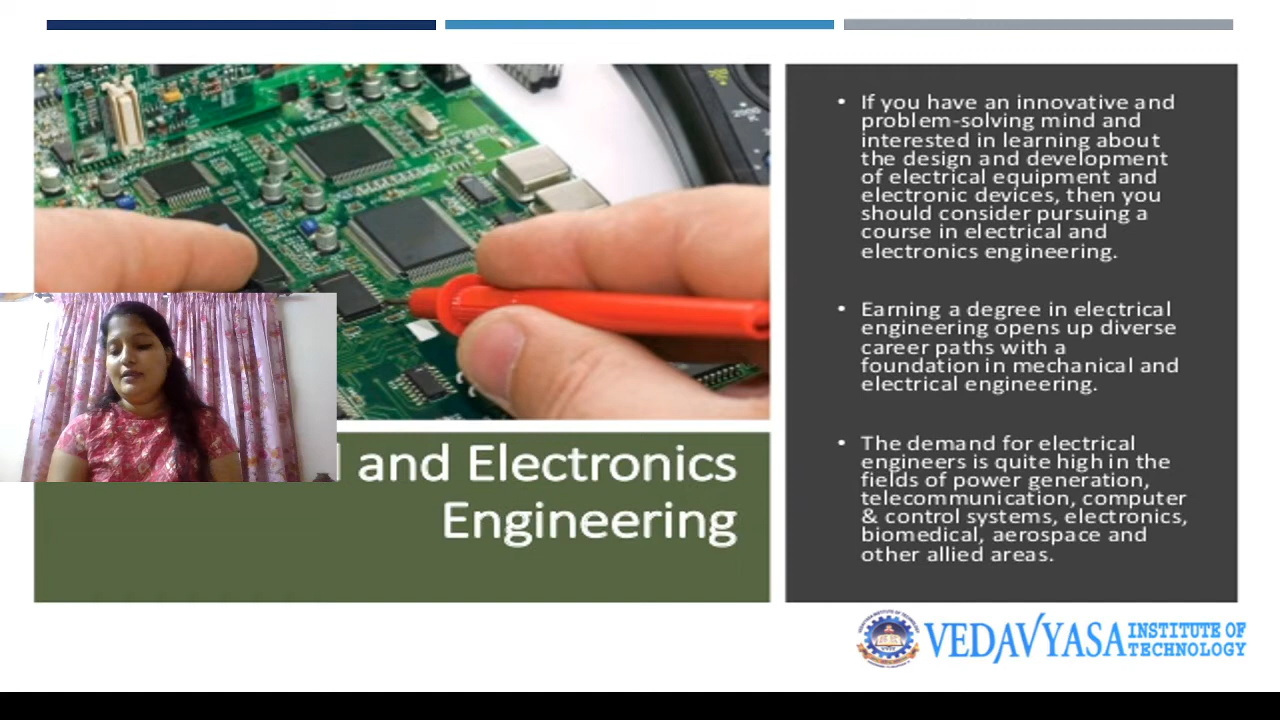 and Electronics
Engineering
• If you have an innovative and
problem-solving mind and
interested in learning about
the design and development
of electrical equipment and
electronic devices, then you
should consider pursuing a
course in electrical and
electronics engineering.
• Earning a degree in electrical
engineering opens up diverse
career paths with a
foundation in mechanical and
electrical engineering.
• The demand for electrical
engineers is quite high in the
fields of power generation,
telecommunication, computer
& control systems, electronics,
biomedical, aerospace and
other allied areas.
VEDAVYASA INSTITUTE OF
TECHNOLOGY